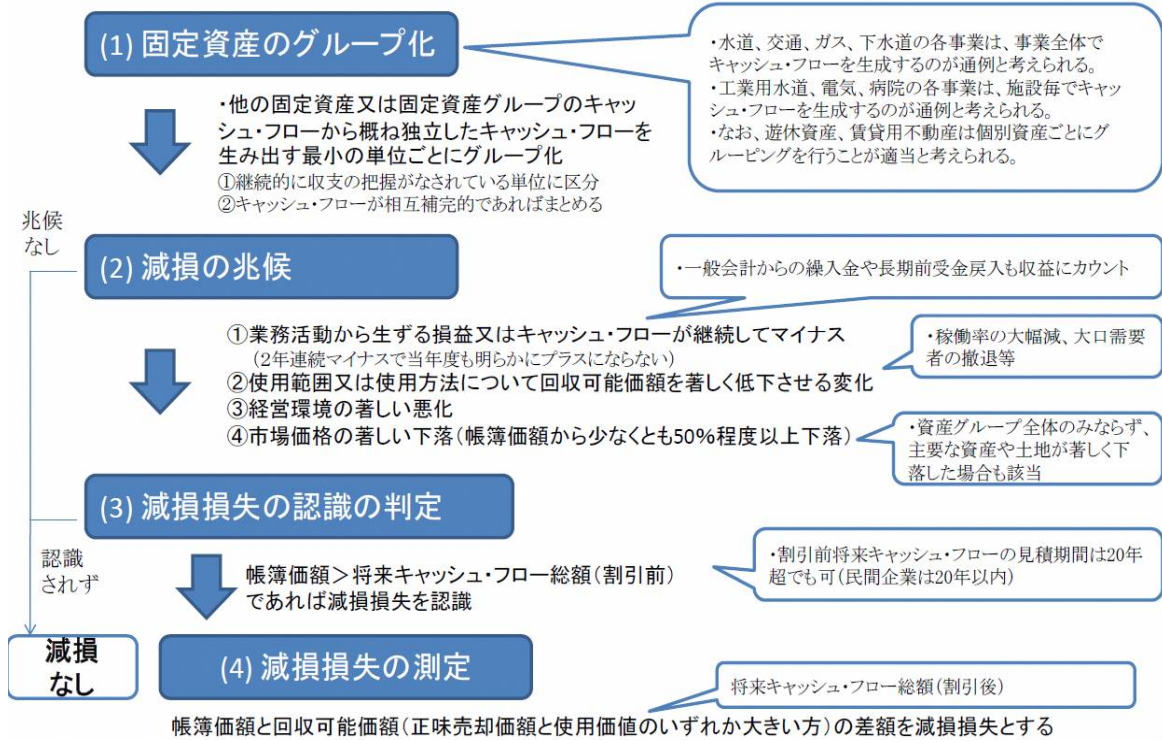 (1) 固定資産のグループ化
・水道、交通、ガス、下水道の各事業は、事業全体で
キャッシュ・フローを生成するのが通例と考えられる。
・工業用水道、電気、病院の各事業は、施設毎でキャッ
シュ・フローを生成するのが通例と考えられる。
・なお、遊休資産、賃貸用不動産は個別資産ごとにグ
ルーピングを行うことが適当と考えられる。
・他の固定資産又は固定資産グループのキャッ
シュ・フローから概ね独立したキャッシュ・フローを
生み出す最小の単位ごとにグループ化
①継続的に収支の把握がなされている単位に区分
②キャッシュ・フローが相互補完的であればまとめる
兆候
なし
(2) 減損の兆候
・一般会計からの繰入金や長期前受金戻入も収益にカウント
①業務活動から生ずる損益又はキャッシュ・フローが継続してマイナス
(2年連続マイナスで当年度も明らかにプラスにならない)
②使用範囲又は使用方法について回収可能価額を著しく低下させる変化
③経営環境の著しい悪化
④市場価格の著しい下落(帳簿価額から少なくとも50%程度以上下落)
・稼働率の大幅減、大口需要
者の撤退等
・資産グループ全体のみならず、
主要な資産や土地が著しく下
落した場合も該当
(3) 減損損失の認識の判定
認識
されず
帳簿価額＞将来キャッシュ・フロー総額(割引前)
であれば減損損失を認識
・割引前将来キャッシュ・フローの見積期間は20年
超でも可(民間企業は20年以内)
減損
なし
(4) 減損損失の測定
将来キャッシュ・フロー総額(割引後)
帳簿価額と回収可能価額(正味売却価額と使用価値のいずれか大きい方)の差額を減損損失とする